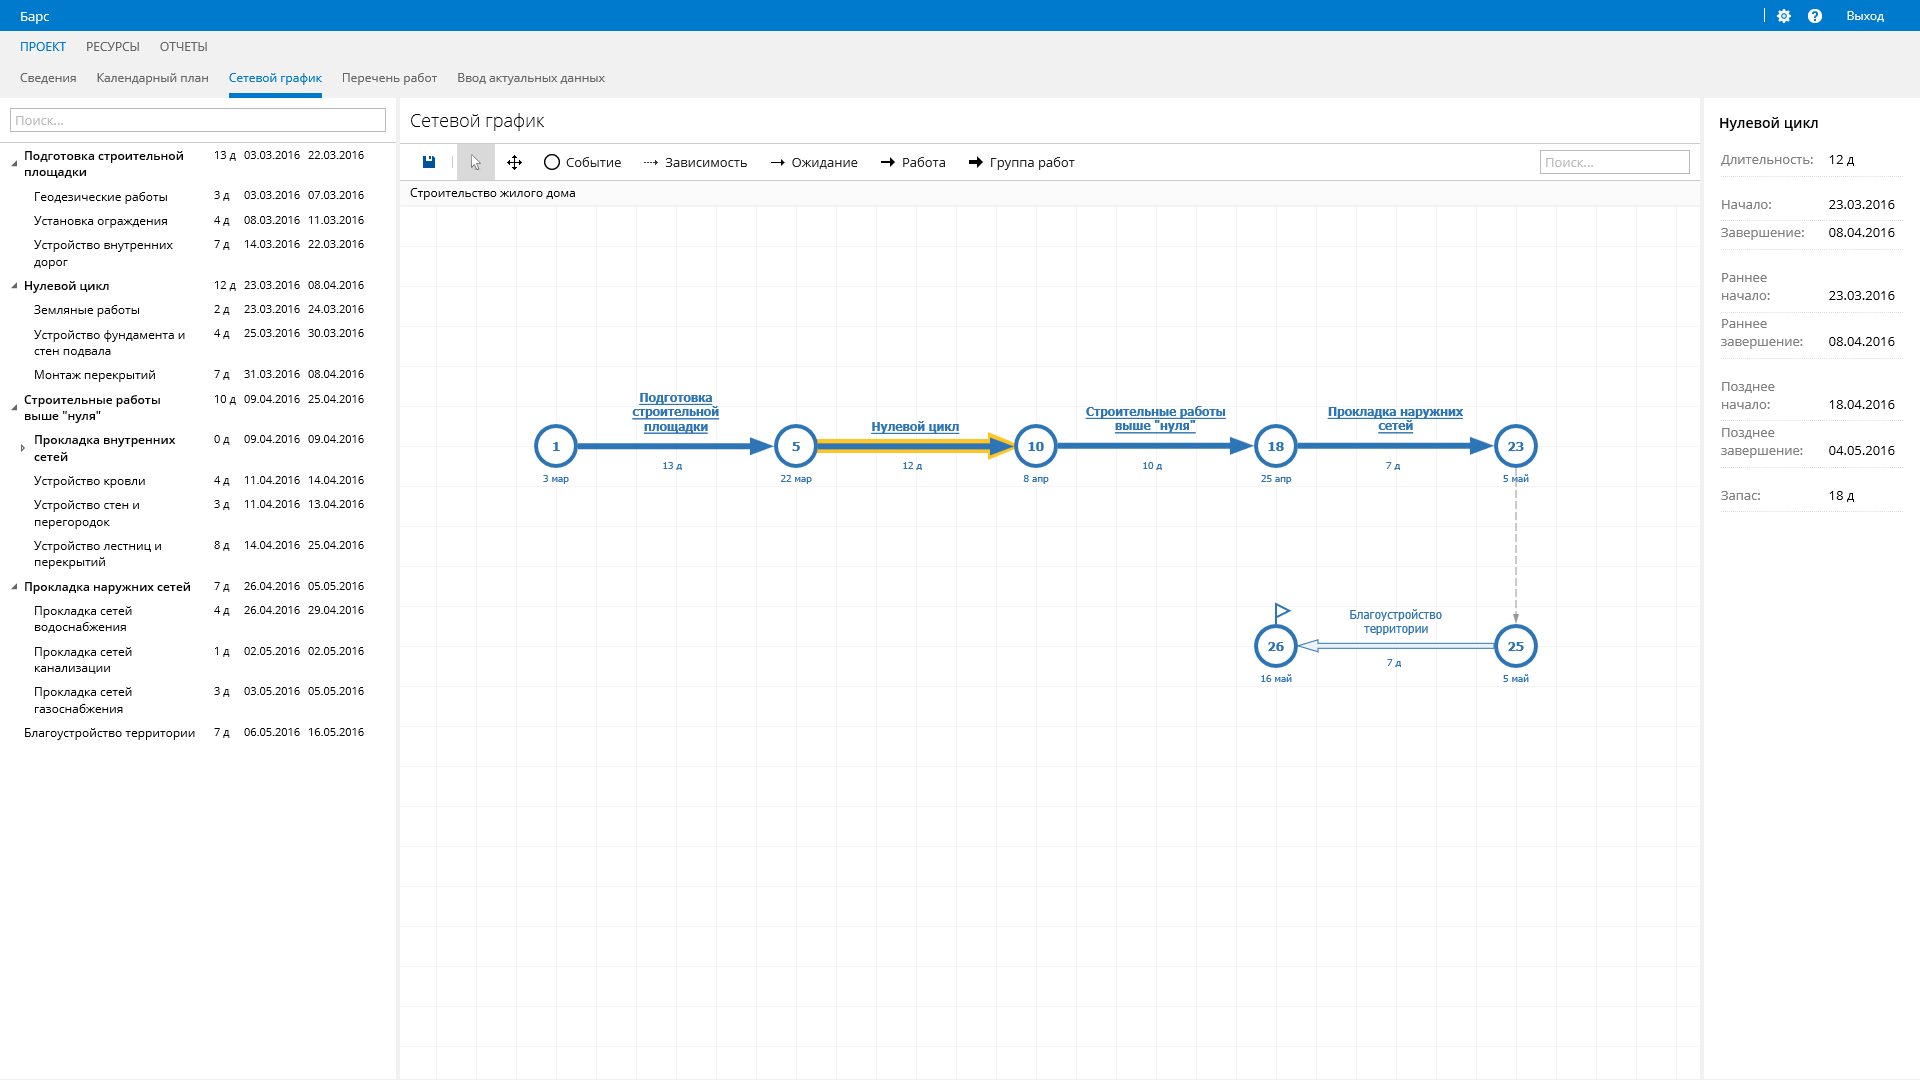 Барс
Выход
ПРОЕКТ РЕСУРСЫ ОТЧЕТЫ
Сведения Календарный план Сетевой график Перечень работ Ввод актуальных данных
Поиск...
Подготовка строительной 13 д 03.03.2016 22.03.2016
площадки
Геодезические работы 3 д 03.03.2016 07.03.2016
Установка ограждения 4 д 08.03.2016 11.03.2016
Устройство внутренних 7 д 14.03.2016 22.03.2016
дорог
Нулевой цикл 12 д 23.03.2016 08.04.2016
Земляные работы 2 д 23.03.2016 24.03.2016
Устройство фундамента и 4 д 25.03.2016 30.03.2016
стен подвала
Монтаж перекрытий 7 д 31.03.2016 08.04.2016
Строительные работы 10 д 09.04.2016 25.04.2016
выше "нуля"
Прокладка внутренних 0 д 09.04.2016 09.04.2016
сетей
Устройство кровли 4 д 11.04.2016 14.04.2016
Устройство стен и 3 д 11.04.2016 13.04.2016
перегородок
Устройство лестниц и 8 д 14.04.2016 25.04.2016
перекрытий
Прокладка наружних сетей 7 д 26.04.2016 05.05.2016
Прокладка сетей 4 д 26.04.2016 29.04.2016
водоснабжения
Прокладка сетей 1 д 02.05.2016 02.05.2016
канализации
Прокладка сетей 3 д 03.05.2016 05.05.2016
газоснабжения
Благоустройство территории 7 д 06.05.2016 16.05.2016
Сетевой график
Событие Зависимость Ожидание Работа Группа работ Поиск...
Строительство жилого дома
Подготовка
строительной
площадки
Нулевой цикл
Строительные работы
выше "нуля"
Прокладка наружних
сетей
1 5 10 18 23
13 д 12 д 10 д 7 д
3 мар 22 мар 8 апр 25 апр 5 май
Благоустройство
территории
26 25
7 д
16 май 5 май
Нулевой цикл
Длительность: 12 д
Начало: 23.03.2016
Завершение: 08.04.2016
Раннее
начало: 23.03.2016
Раннее
завершение: 08.04.2016
Позднее
начало: 18.04.2016
Позднее
завершение: 04.05.2016
Запас: 18 д